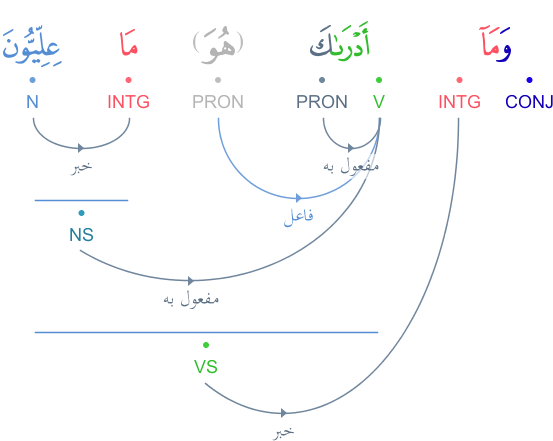 وَمَآ أَدْرَىٰكَ (هُوَ) مَا عِلِّيُّونَ
CONJ INTG V PRON PRON INTG N
خبر
مفعول به
فاعل
NS
مفعول به
VS
خبر